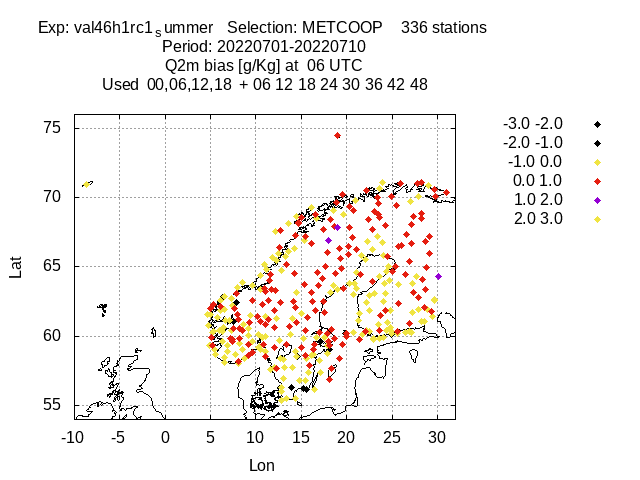 Exp: val46h1rc1summer   Selection: METCOOP    336 stations
Period: 20220701-20220710
Q2m bias [g/Kg] at  06 UTC
Used  00,06,12,18  + 06 12 18 24 30 36 42 48
-3.0 -2.0
-2.0 -1.0
-1.0 0.0
0.0 1.0
1.0 2.0
2.0 3.0
75
70
65
60
55
Lat
-10 -5 0 5 10 15 20 25 30
Lon